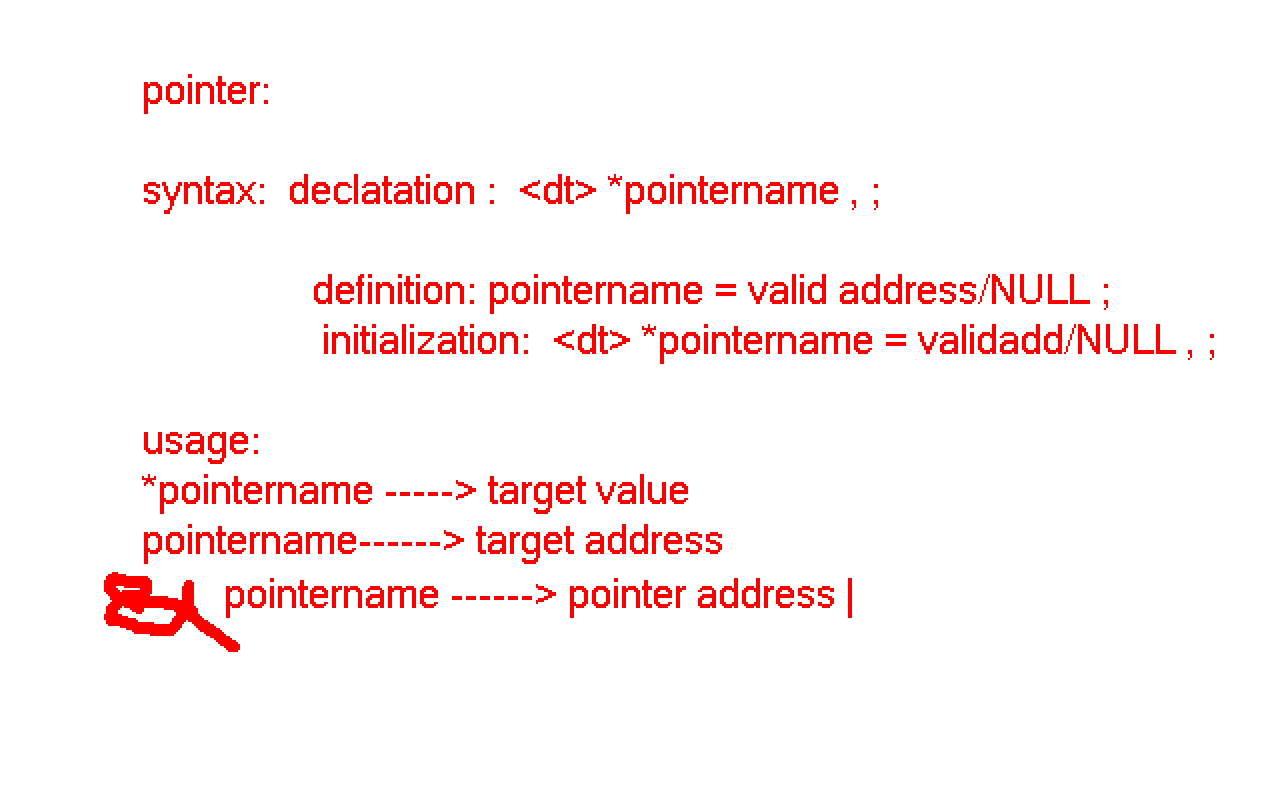 pointer:
syntax: declatation : <dt> *pointername , ;
definition: pointername = valid address/NULL ;
initialization: <dt> *pointername = validadd/NULL , ;
usage:
*pointername -----> target value
pointername------> target address
& pointername ------> pointer address |